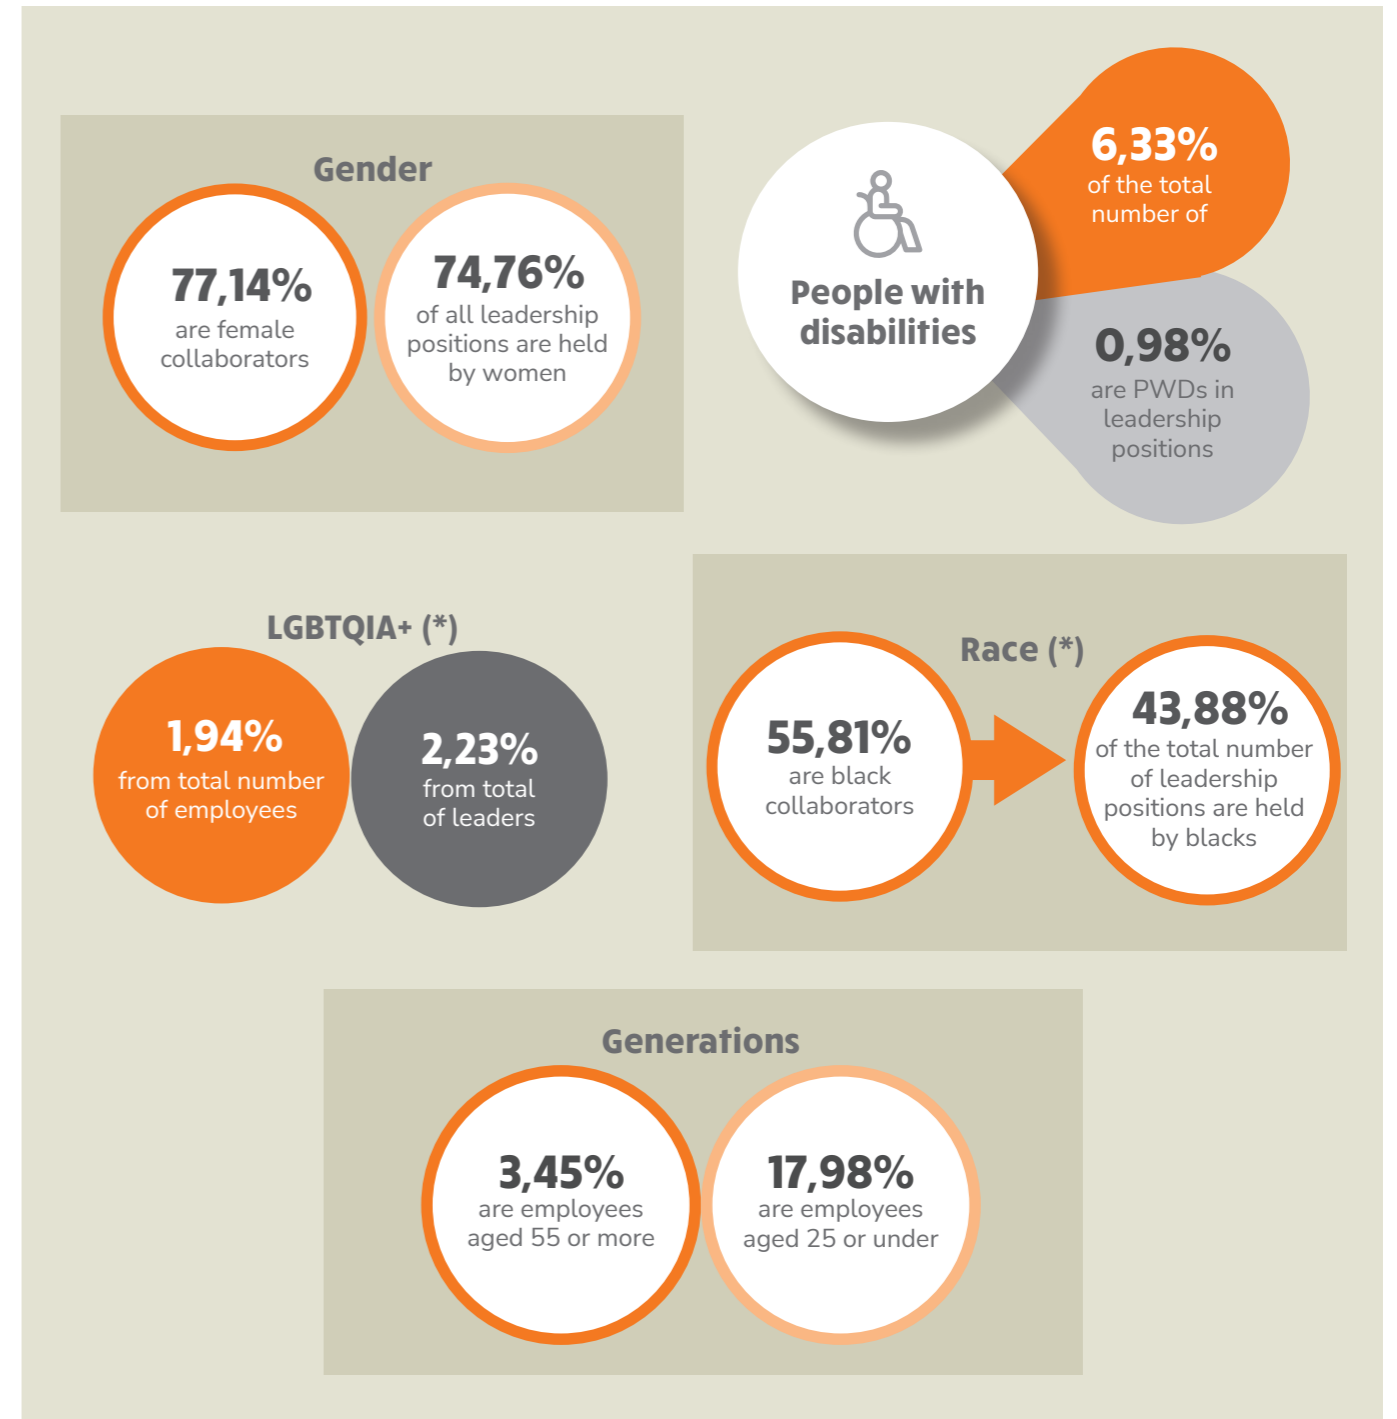 Gender
77,14%
are female
collaborators
74,76%
of all leadership
positions are held
by women
People with
disabilities
6,33%
of the total
number of
0,98%
are PWDs in
leadership
positions
LGBTQIA+ (*)
1,94%
from total number
of employees
2,23%
from total
of leaders
Race (*)
55,81%
are black
collaborators
43,88%
of the total number
of leadership
positions are held
by blacks
Generations
3,45%
are employees
aged 55 or more
17,98%
are employees
aged 25 or under